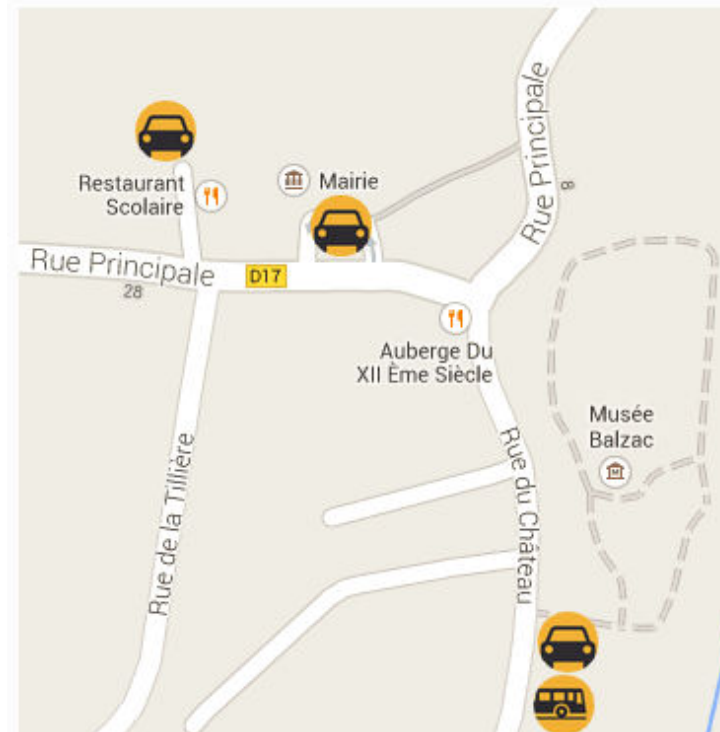 Rue Principale
8
Restaurant
Scolaire
Mairie
Rue Principale
D17
28
Auberge Du
XII Ème Siècle
Musée
Balzac
M
Rue de la Tillière
Rue du Château